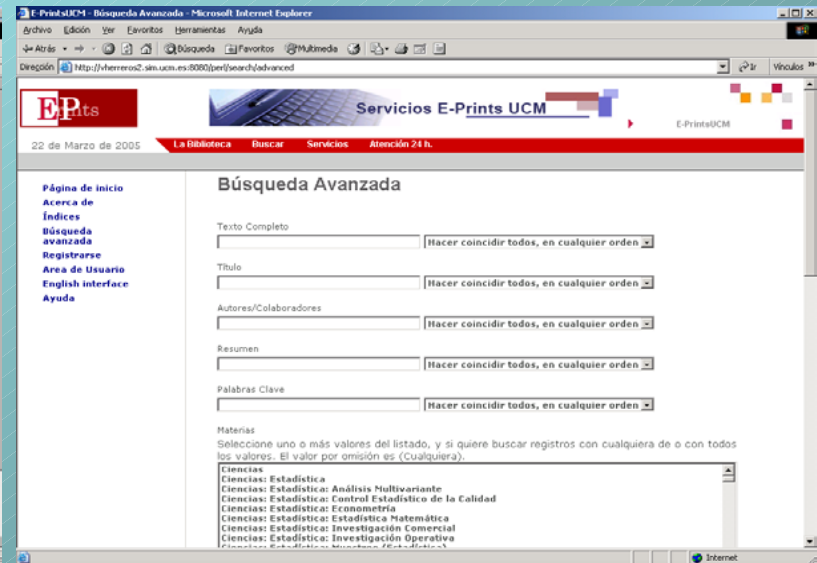 E-PrintsUCM - Búsqueda Avanzada - Microsoft Internet Explorer
Archivo Edición Ver Favoritos Herramientas Ayuda
Atrás Búsqueda Favoritos Multimedia
Dirección http://vherreros2.sim.ucm.es:8080/perl/search/advanced Ir Vínculos »
E-Prints
Servicios E-Prints UCM
E-PrintsUCM
22 de Marzo de 2005 La Biblioteca Buscar Servicios Atención 24 h.
Página de inicio
Acerca de
Índices
Búsqueda
avanzada
Registrarse
Area de Usuario
English interface
Ayuda
Búsqueda Avanzada
Texto Completo
Hacer coincidir todos, en cualquier orden
Título
Hacer coincidir todos, en cualquier orden
Autores/Colaboradores
Hacer coincidir todos, en cualquier orden
Resumen
Hacer coincidir todos, en cualquier orden
Palabras Clave
Hacer coincidir todos, en cualquier orden
Materias
Seleccione uno o más valores del listado, y si quiere buscar registros con cualquiera de o con todos
los valores. El valor por omisión es (Cualquiera).
Ciencias
Ciencias: Estadística
Ciencias: Estadística: Análisis Multivariante
Ciencias: Estadística: Control Estadístico de la Calidad
Ciencias: Estadística: Econometría
Ciencias: Estadística: Estadística Matemática
Ciencias: Estadística: Investigación Comercial
Ciencias: Estadística: Investigación Operativa
Ciencias: Estadística: Muestreo (Estadística)
Internet